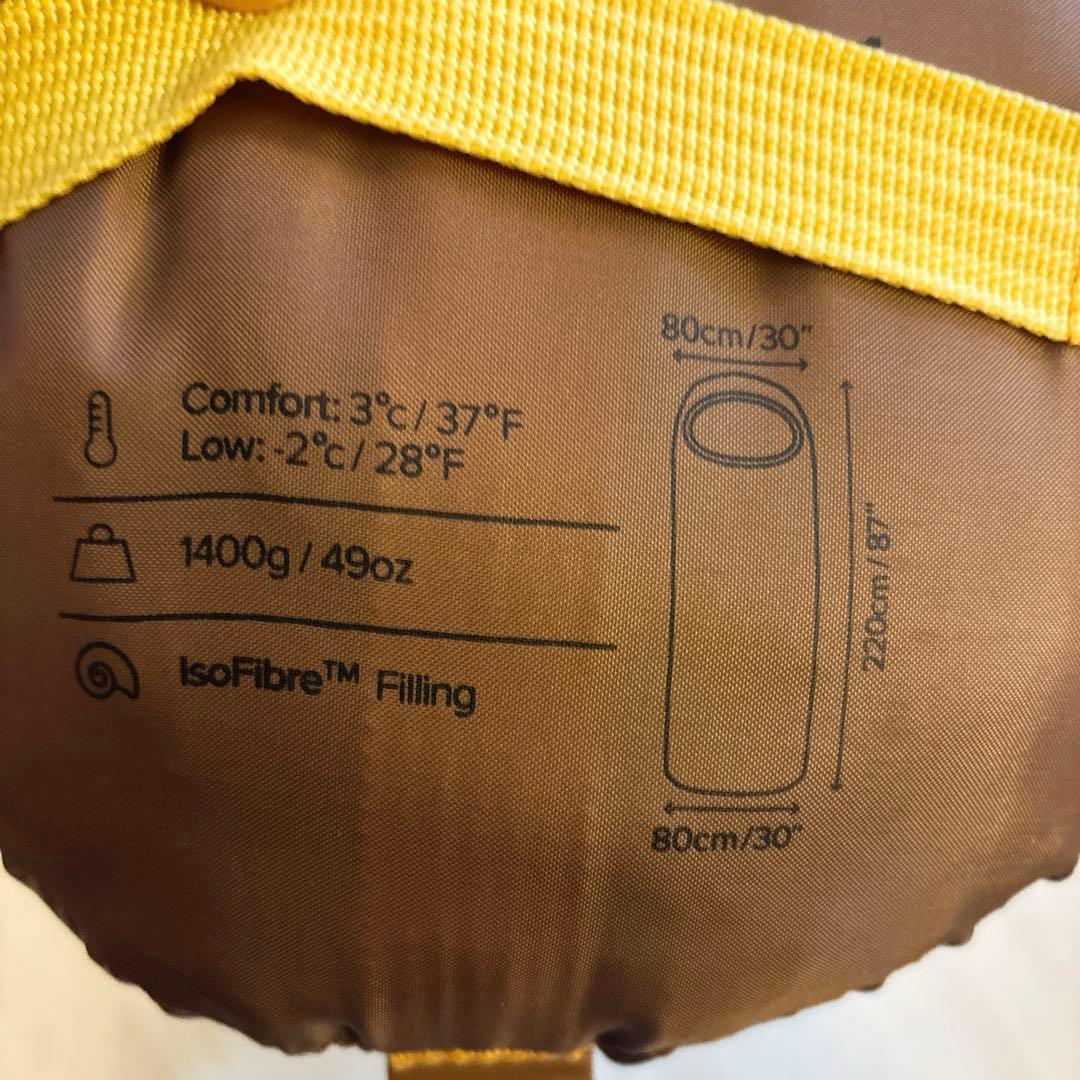 Comfort: 3°c / 37°F
Low: -2°c / 28°F
1400g / 49oz
IsoFibre™ Filling
80cm/30"
220cm / 87"
80cm/30"